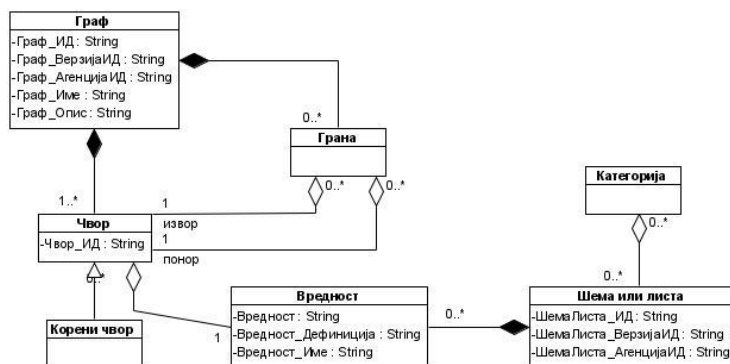 Граф
-Граф_ИД : String
-Граф_ВерзијаИД : String
-Граф_АгенцијаИД : String
-Граф_Име : String
-Граф_Опис : String
0..*
Грана
0..*
0..*
Категорија
0..*
1..*
1
извор
Чвор
-Чвор_ИД : String
1
понор
0..*
0..*
Вредност
-Вредност : String
-Вредност_Дефиниција : String
-Вредност_Име : String
0..*
Шема или листа
-ШемаЛиста_ИД : String
-ШемаЛиста_ВерзијаИД : String
-ШемаЛиста_АгенцијаИД : String
Корени чвор
1